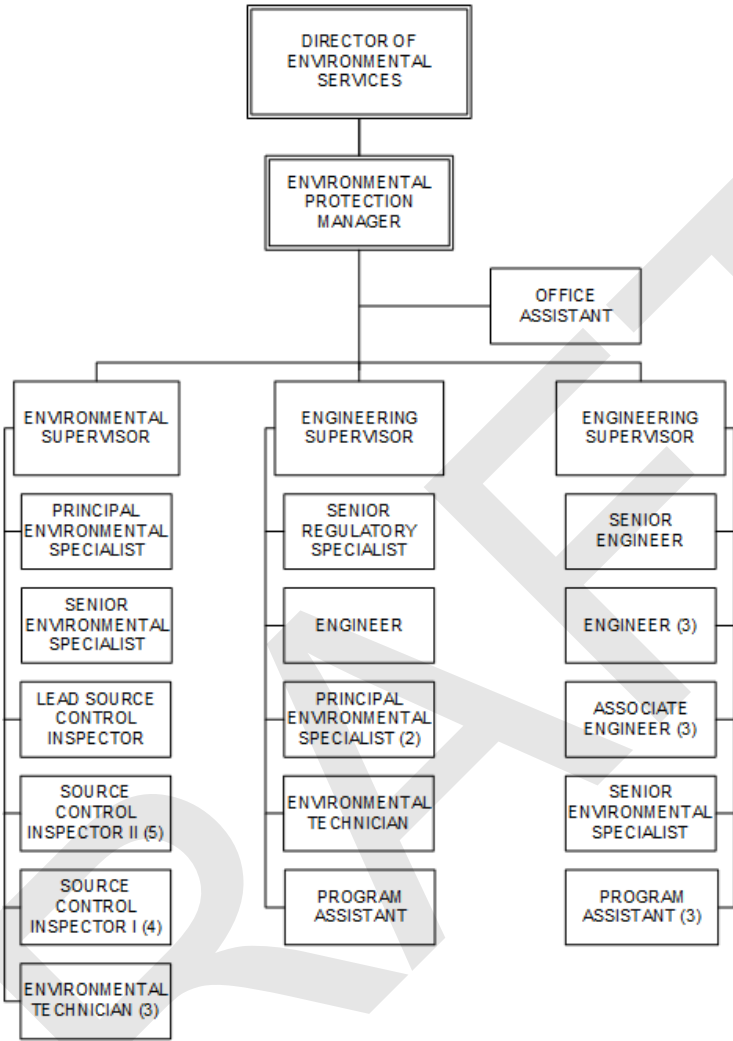 DIRECTOR OF
ENVIRONMENTAL
SERVICES
ENVIRONMENTAL
PROTECTION
MANAGER
OFFICE
ASSISTANT
ENVIRONMENTAL
SUPERVISOR
PRINCIPAL
ENVIRONMENTAL
SPECIALIST
SENIOR
ENVIRONMENTAL
SPECIALIST
LEAD SOURCE
CONTROL
INSPECTOR
SOURCE
CONTROL
INSPECTOR II (5)
SOURCE
CONTROL
INSPECTOR I (4)
ENVIRONMENTAL
TECHNICIAN (3)
ENGINEERING
SUPERVISOR
SENIOR
REGULATORY
SPECIALIST
ENGINEER
PRINCIPAL
ENVIRONMENTAL
SPECIALIST (2)
ENVIRONMENTAL
TECHNICIAN
PROGRAM
ASSISTANT
ENGINEERING
SUPERVISOR
SENIOR
ENGINEER
ENGINEER (3)
ASSOCIATE
ENGINEER (3)
SENIOR
ENVIRONMENTAL
SPECIALIST
PROGRAM
ASSISTANT (3)
RAFT